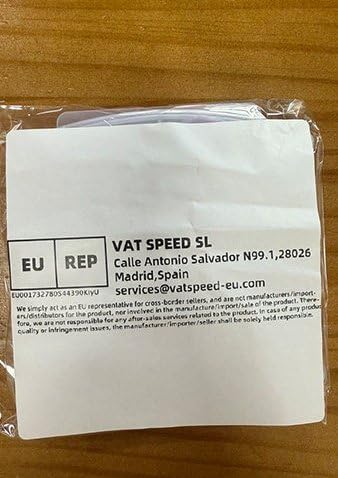 EU REP
VAT SPEED SL
Calle Antonio Salvador N99.1,28026
Madrid,Spain
services@vatspeed-eu.com
EU001732780544390KiyU
We simply act as an EU representative for cross-border sellers, and are not manufacturers/import-
ers/distributors for the product, nor involved in the manufacture/import/sale of the product. There-
fore, we are not responsible for any after-sales services related to the product. In case of any produc
quality or infringement issues, the manufacturer/importer/seller shall be solely held responsible.